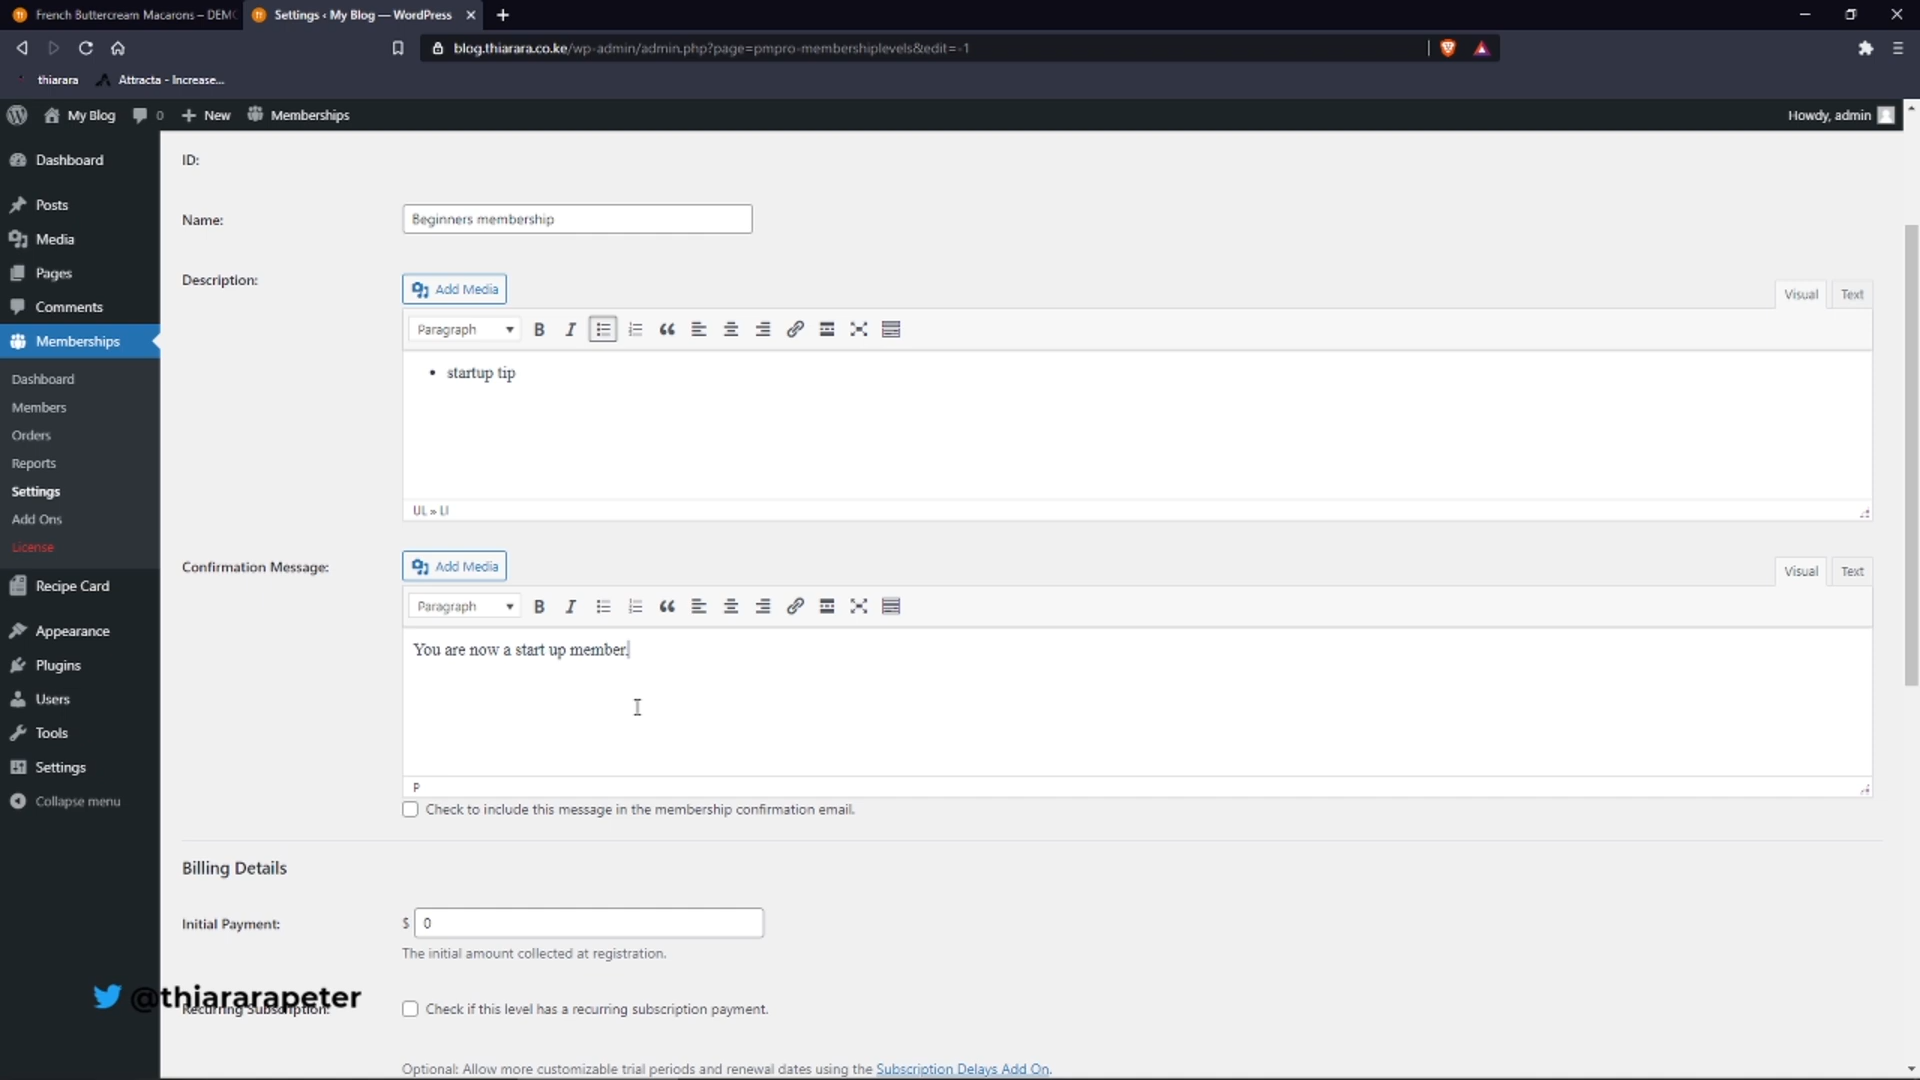 French Buttercream Macarons – DEMO
Settings ‹ My Blog — WordPress
blog.thiarara.co.ke/wp-admin/admin.php?page=pmpro-membershiplevels&edit=-1
thiarara
Attracta - Increase...
My Blog
0
New
Memberships
Howdy, admin
Dashboard
Posts
Media
Pages
Comments
Memberships
Dashboard
Members
Orders
Reports
Settings
Add Ons
License
Recipe Card
Appearance
Plugins
Users
Tools
Settings
Collapse menu
ID:
Name:
Beginners membership
Description:
Add Media
Visual
Text
Paragraph
B
I
startup tip
UL » LI
Confirmation Message:
Add Media
Visual
Text
Paragraph
B
I
You are now a start up member.
P
Check to include this message in the membership confirmation email.
Billing Details
Initial Payment:
$ 0
The initial amount collected at registration.
@thiararapeter
Recurring Subscription:
Check if this level has a recurring subscription payment.
Optional: Allow more customizable trial periods and renewal dates using the Subscription Delays Add On.